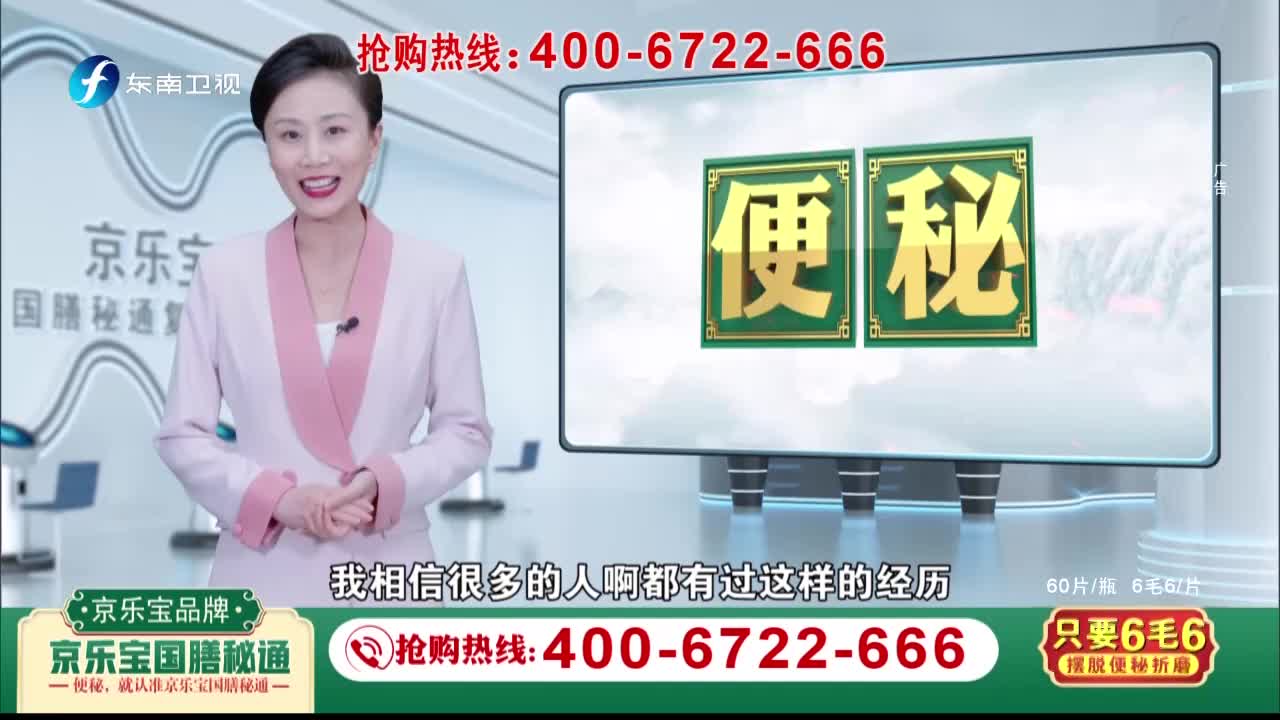 抢购热线:400-6722-666
东南卫视
广告
便秘
京乐宝
国膳秘通复
我相信很多的人啊都有过这样的经历
60片/瓶 6毛6/片
·京乐宝品牌·
京乐宝国膳秘通
便秘,就认准京乐宝国膳秘通
抢购热线:400-6722-666
只要6毛6
摆脱便秘折磨